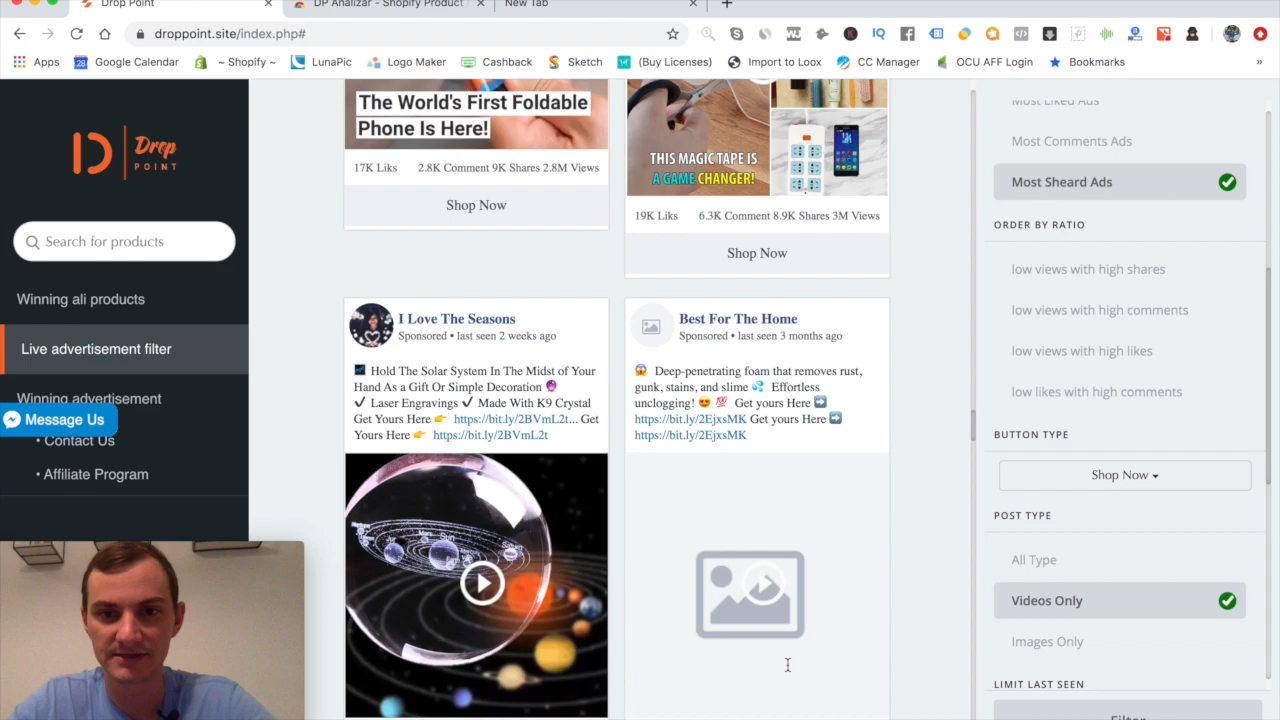 Drop Point
DP Analizar - Shopify Product
New Tab
droppoint.site/index.php#
IQ
Apps
Google Calendar
~ Shopify ~
LunaPic
Logo Maker
Cashback
Sketch
(Buy Licenses)
Import to Loox
CC Manager
OCU AFF Login
Bookmarks
»
Drop
POINT
Search for products
Winning ali products
Live advertisement filter
Winning advertisement
Message Us
• Contact Us
• Affiliate Program
The World's First Foldable
Phone Is Here!
17K Liks 2.8K Comment 9K Shares 2.8M Views
Shop Now
THIS MAGIC TAPE IS
A GAME CHANGER!
19K Liks 6.3K Comment 8.9K Shares 3M Views
Shop Now
I Love The Seasons
Sponsored • last seen 2 weeks ago
Hold The Solar System In The Midst of Your
Hand As a Gift Or Simple Decoration
✓ Laser Engravings ✓ Made With K9 Crystal
Get Yours Here 👉 https://bit.ly/2BVmL2t... Get
Yours Here 👉 https://bit.ly/2BVmL2t
Sun
Best For The Home
Sponsored • last seen 3 months ago
😱 Deep-penetrating foam that removes rust,
gunk, stains, and slime 💦 Effortless
unclogging! 😍 💯 Get yours Here ➡
https://bit.ly/2EjxsMK Get yours Here ➡
https://bit.ly/2EjxsMK
Most Liked Ads
Most Comments Ads
Most Sheard Ads
ORDER BY RATIO
low views with high shares
low views with high comments
low views with high likes
low likes with high comments
BUTTON TYPE
Shop Now
POST TYPE
All Type
Videos Only
Images Only
LIMIT LAST SEEN
Filter